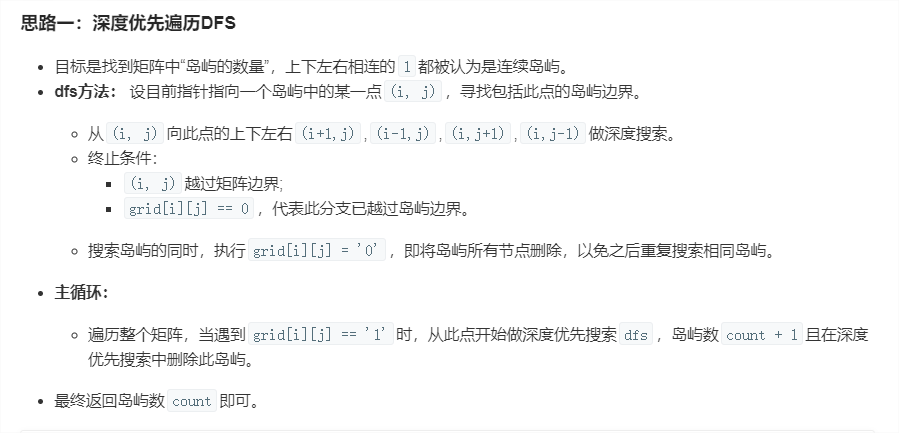 思路一：深度优先遍历DFS
目标是找到矩阵中“岛屿的数量”，上下左右相连的 1 都被认为是连续岛屿。
dfs方法： 设目前指针指向一个岛屿中的某一点 (i, j) ，寻找包括此点的岛屿边界。
从 (i, j) 向此点的上下左右 (i+1,j) , (i-1,j) , (i,j+1) , (i,j-1) 做深度搜索。
终止条件：
(i, j) 越过矩阵边界;
grid[i][j] == 0 ，代表此分支已越过岛屿边界。
搜索岛屿的同时，执行 grid[i][j] = '0' ，即将岛屿所有节点删除，以免之后重复搜索相同岛屿。
主循环：
遍历整个矩阵，当遇到 grid[i][j] == '1' 时，从此点开始做深度优先搜索 dfs ，岛屿数 count + 1 且在深度
优先搜索中删除此岛屿。
最终返回岛屿数 count 即可。